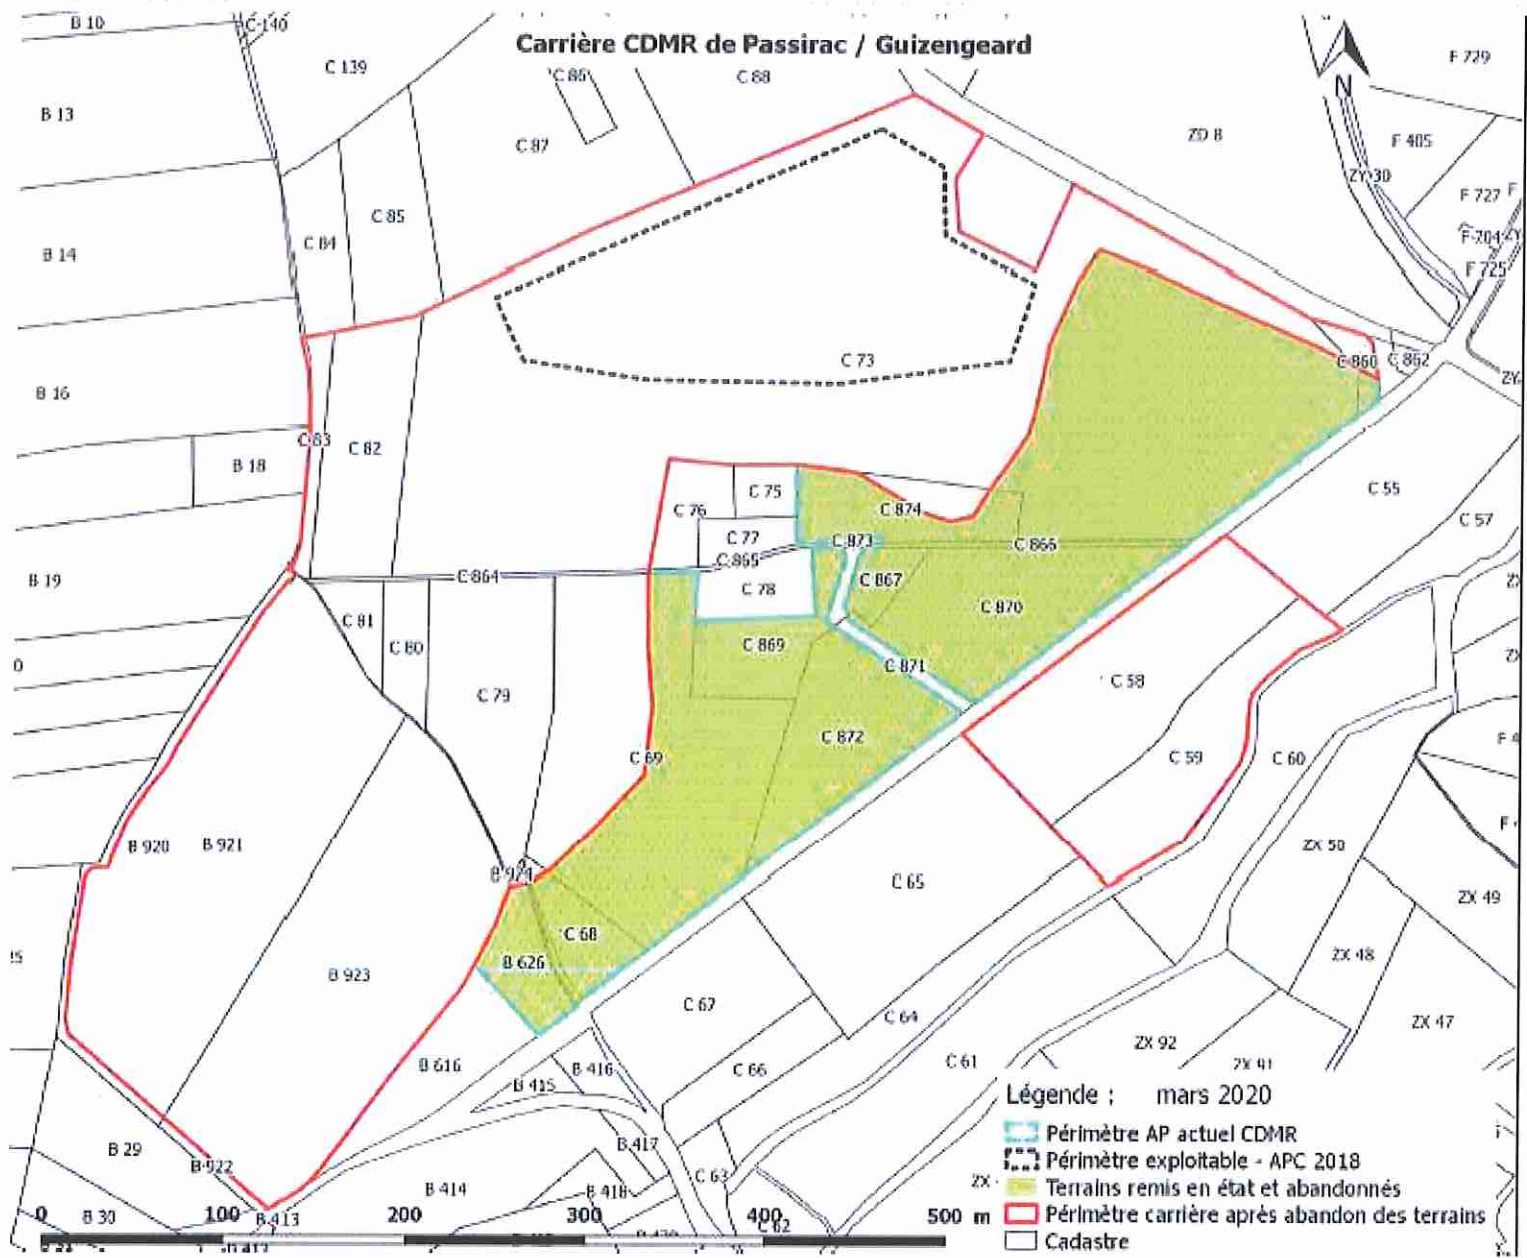 B 10
C 140
Carrière CDMR de Passirac / Guizengeard
C 139
C 86
C 88
F 729
N
B 13
C 87
ZD 8
F 405
ZY 30
F 727
F
C 85
C 84
F 704
B 14
F 725
C 73
C 860
C 862
B 16
C 83
C 82
B 18
C 75
C 76
C 874
C 55
C 57
C 77
C 873
C 866
C 865
B 19
C 864
C 867
C 78
C 870
C 81
C 80
C 869
C 871
C 79
C 58
C 872
C 69
C 59
C 60
B 920
B 921
ZX 50
B 924
C 65
ZX 49
C 68
B 626
B 923
ZX 48
C 67
C 64
ZX 47
ZX 92
B 616
C 66
C 61
ZX 91
B 416
B 415
Légende : mars 2020
Périmètre AP actuel CDMR
B 417
B 29
Périmètre exploitable - APC 2018
B 922
C 63
B 414
B 418
ZX
Terrains remis en état et abandonnés
B 30
B 413
0 100 200 300 400 500 m
Périmètre carrière après abandon des terrains
C 62
Cadastre